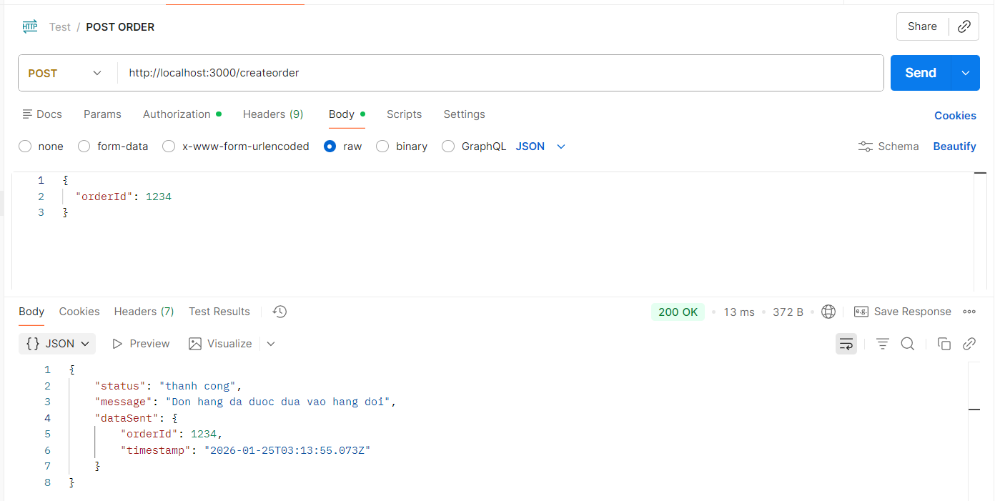 HTTP Test / POST ORDER Share
POST http://localhost:3000/createorder Send
Docs Params Authorization Headers (9) Body Scripts Settings Cookies
none form-data x-www-form-urlencoded raw binary GraphQL JSON Schema Beautify
1 {
2 "orderId": 1234
3 }
Body Cookies Headers (7) Test Results 200 OK • 13 ms • 372 B • e.g. Save Response
{} JSON Preview Visualize
1 {
2 "status": "thanh cong",
3 "message": "Don hang da duoc dua vao hang doi",
4 "dataSent": {
5 "orderId": 1234,
6 "timestamp": "2026-01-25T03:13:55.073Z"
7 }
8 }